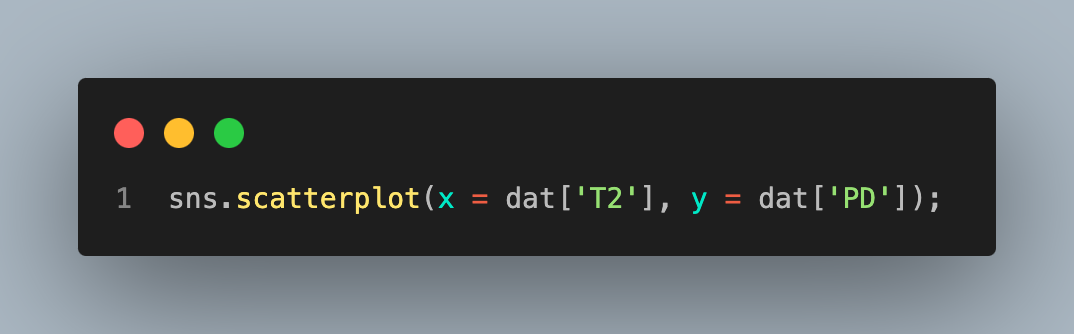 1 sns.scatterplot(x = dat['T2'], y = dat['PD']);